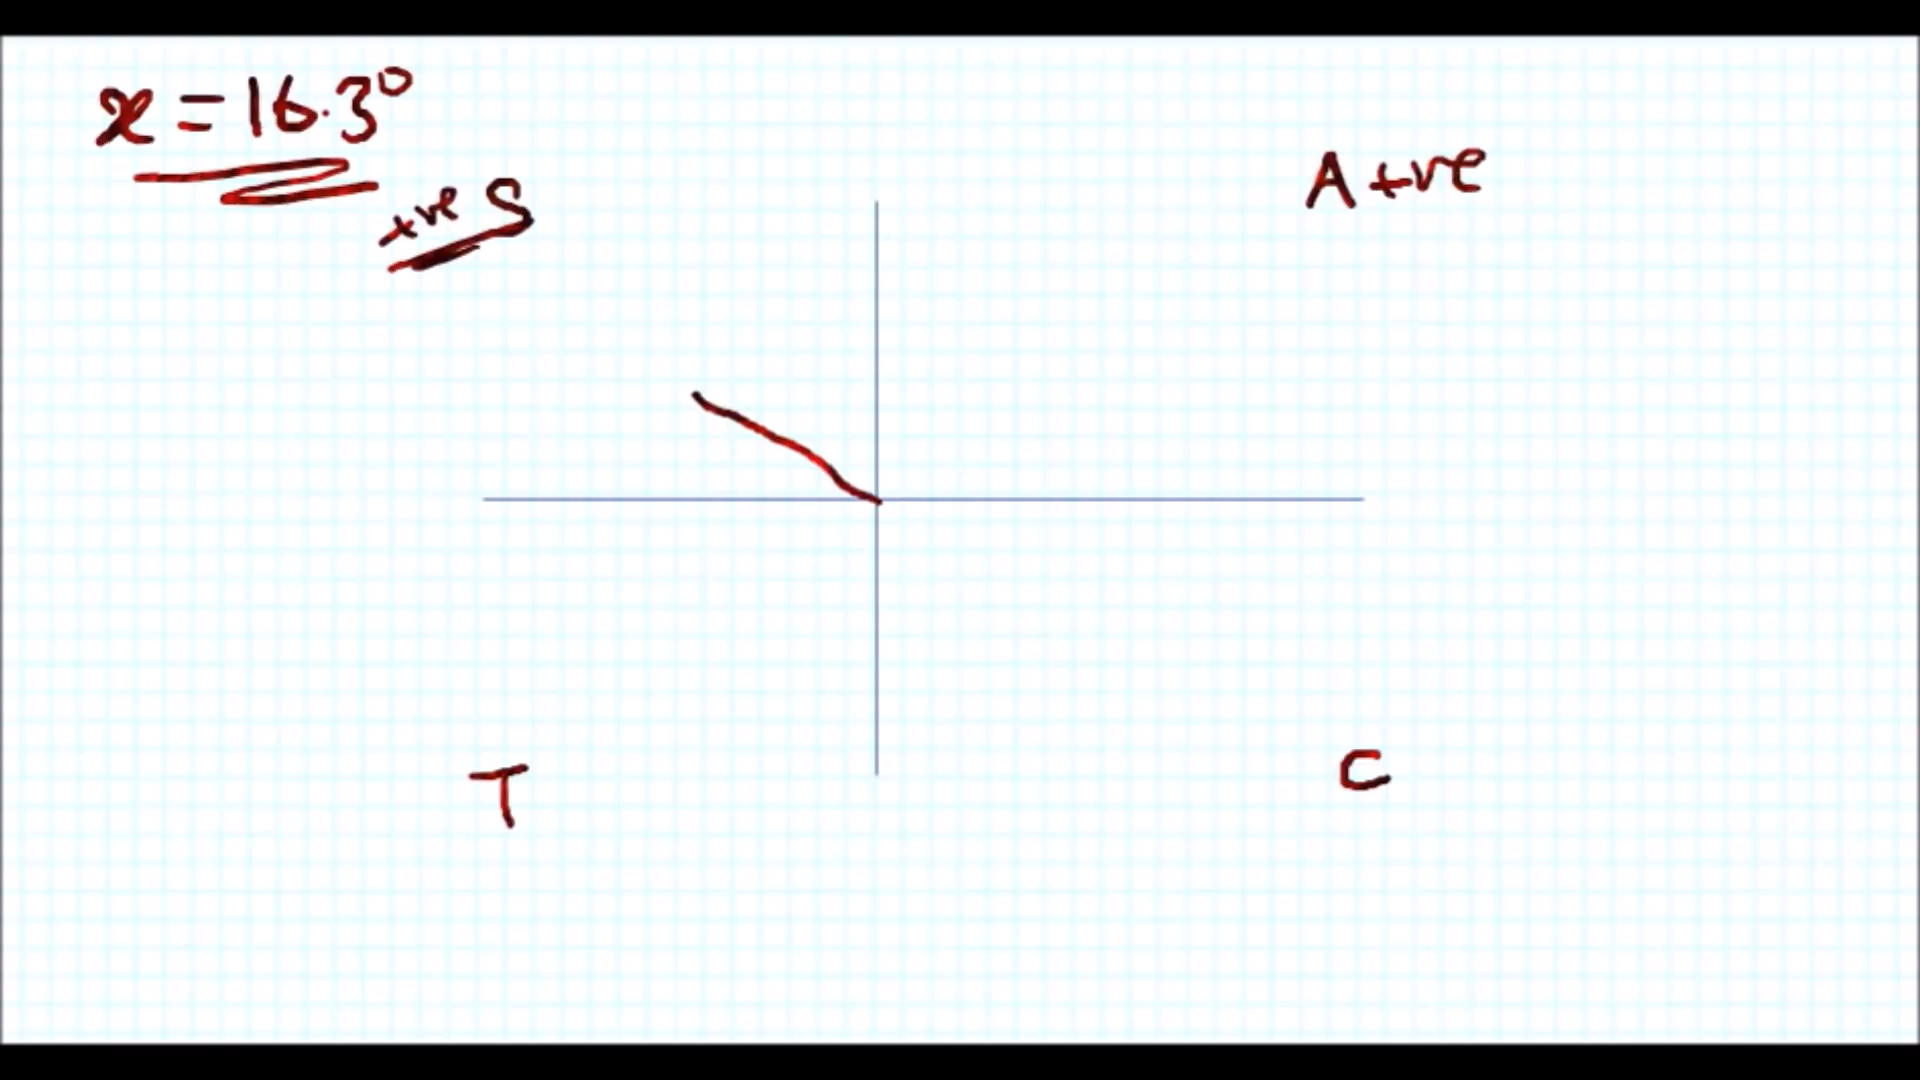 x = 16.3°
A +ve
+ve S
T
C